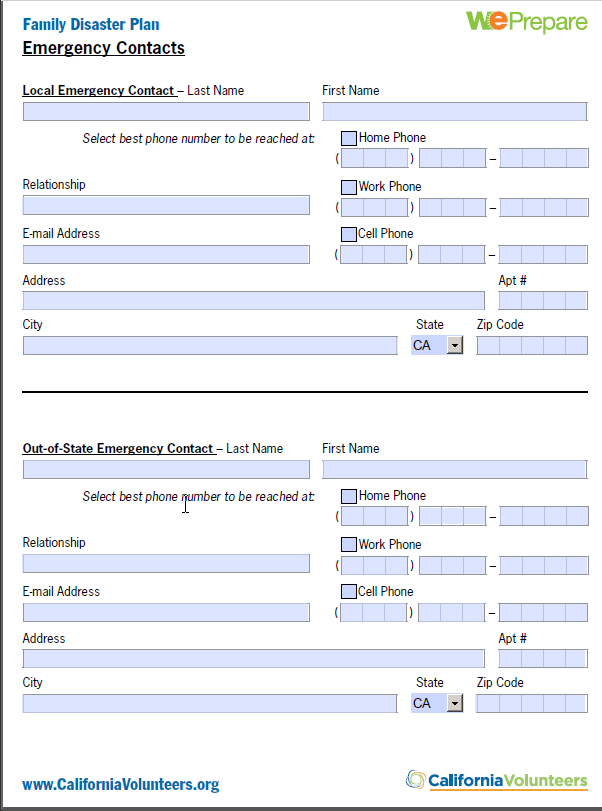 Family Disaster Plan
WePrepare
Emergency Contacts
Local Emergency Contact – Last Name First Name
Select best phone number to be reached at: Home Phone
( ) –
Relationship Work Phone
( ) –
E-mail Address Cell Phone
( ) –
Address Apt #
City State Zip Code
CA
Out-of-State Emergency Contact – Last Name First Name
Select best phone number to be reached at: Home Phone
( ) –
Relationship Work Phone
( ) –
E-mail Address Cell Phone
( ) –
Address Apt #
City State Zip Code
CA
www.CaliforniaVolunteers.org CaliforniaVolunteers